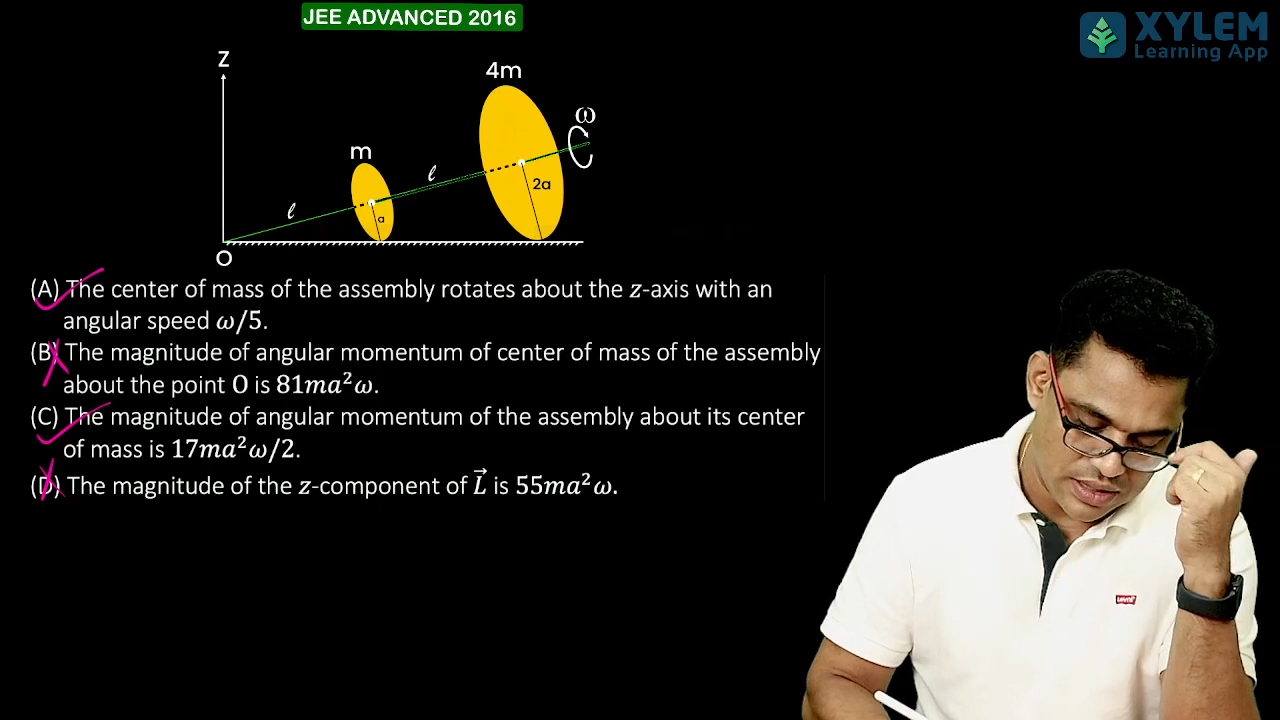 JEE ADVANCED 2016
XYLEM
Learning App
Z
4m
ω
m
ℓ
2a
ℓ
a
O
(A) The center of mass of the assembly rotates about the z-axis with an
angular speed ω/5.
(B) The magnitude of angular momentum of center of mass of the assembly
about the point O is 81ma²ω.
(C) The magnitude of angular momentum of the assembly about its center
of mass is 17ma²ω/2.
(D) The magnitude of the z-component of L⃗ is 55ma²ω.